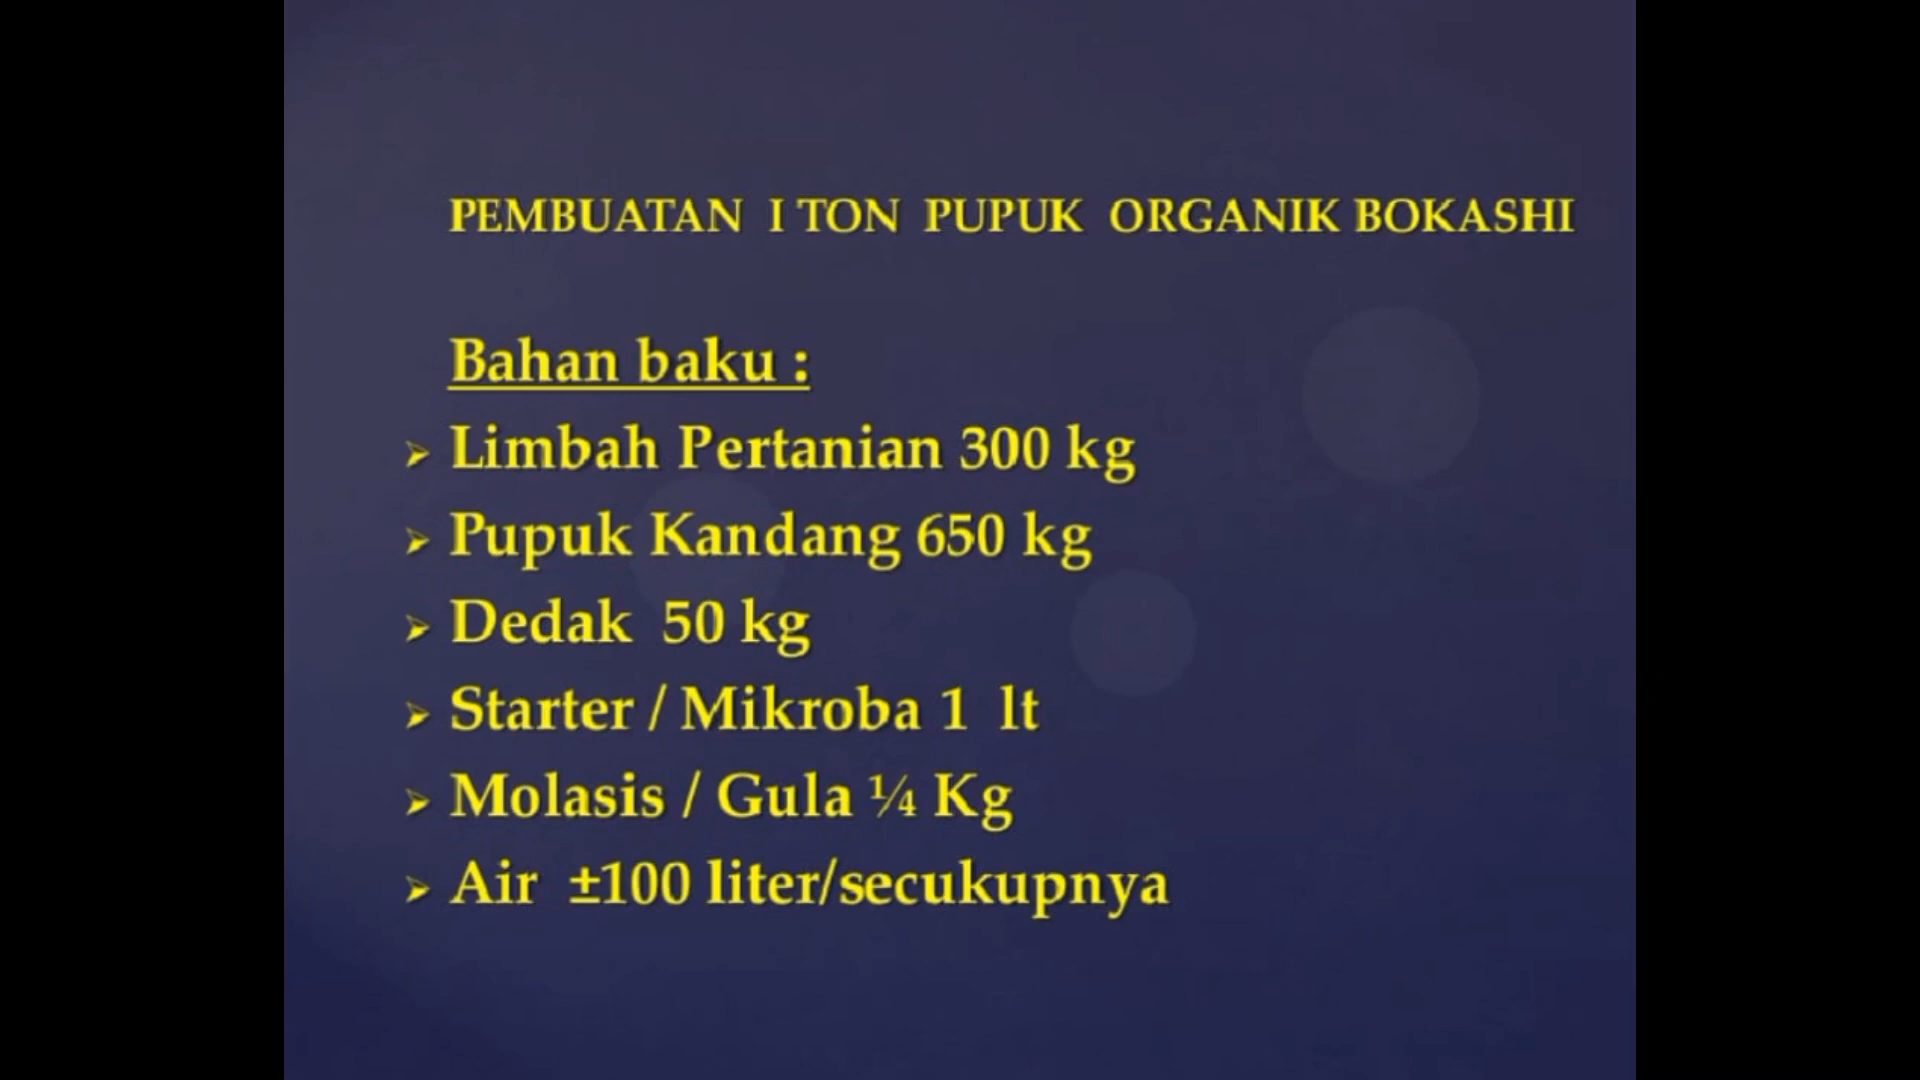 PEMBUATAN I TON PUPUK ORGANIK BOKASHI
Bahan baku :
➢ Limbah Pertanian 300 kg
➢ Pupuk Kandang 650 kg
➢ Dedak 50 kg
➢ Starter / Mikroba 1 lt
➢ Molasis / Gula ¼ Kg
➢ Air ±100 liter/secukupnya